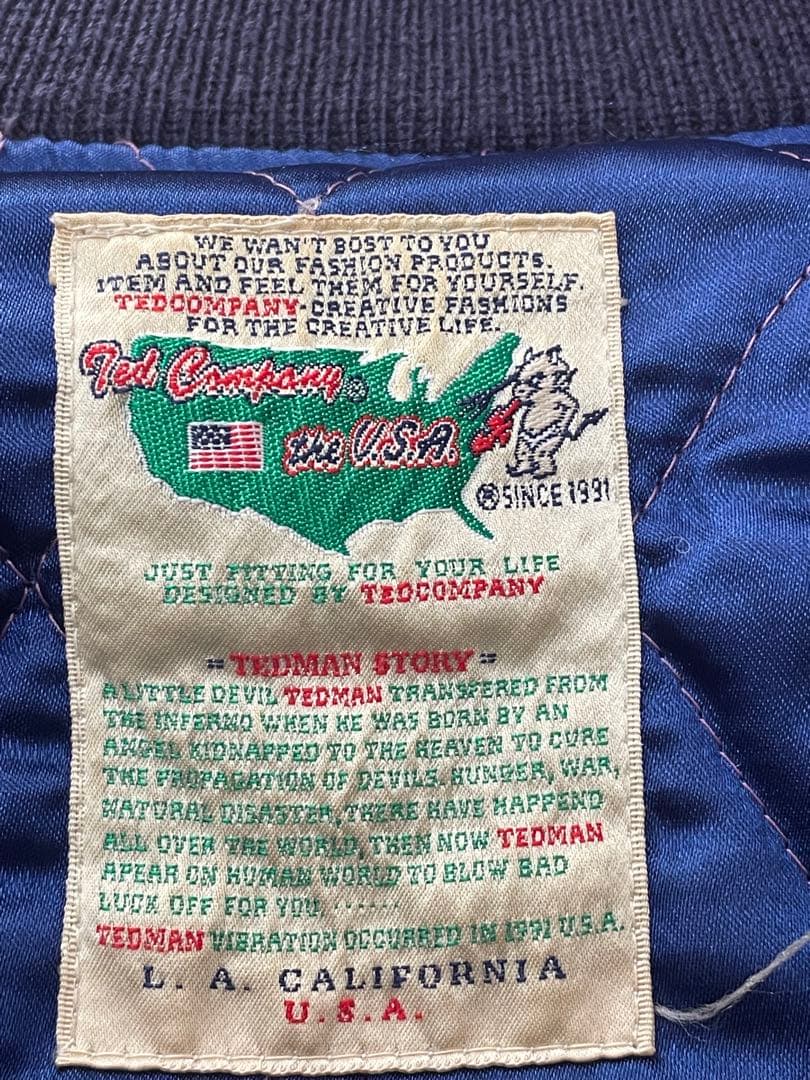 WE WAN'T BOST TO YOU
ABOUT OUR FASHION PRODUCTS.
ITEM AND FEEL THEM FOR YOURSELF.
TEDCOMPANY-CREATIVE FASHIONS
FOR THE CREATIVE LIFE.
Ted Company®
the U.S.A.
®SINCE 1991
JUST FITTING FOR YOUR LIFE
DESIGNED BY TEDCOMPANY
=TEDMAN STORY=
A LITTLE DEVIL TEDMAN TRANSFERED FROM
THE INFERNO WHEN HE WAS BORN BY AN
ANGEL KIDNAPPED TO THE HEAVEN TO CURE
THE PROPAGATION OF DEVILS. HUNGER, WAR,
NATURAL DISASTER, THERE HAVE HAPPEND
ALL OVER THE WORLD, THEN NOW TEDMAN
APEAR ON HUMAN WORLD TO BLOW BAD
LUCK OFF FOR YOU. ······
TEDMAN VIBRATION OCCURRED IN 1991 U.S.A.
L. A. CALIFORNIA
U.S.A.